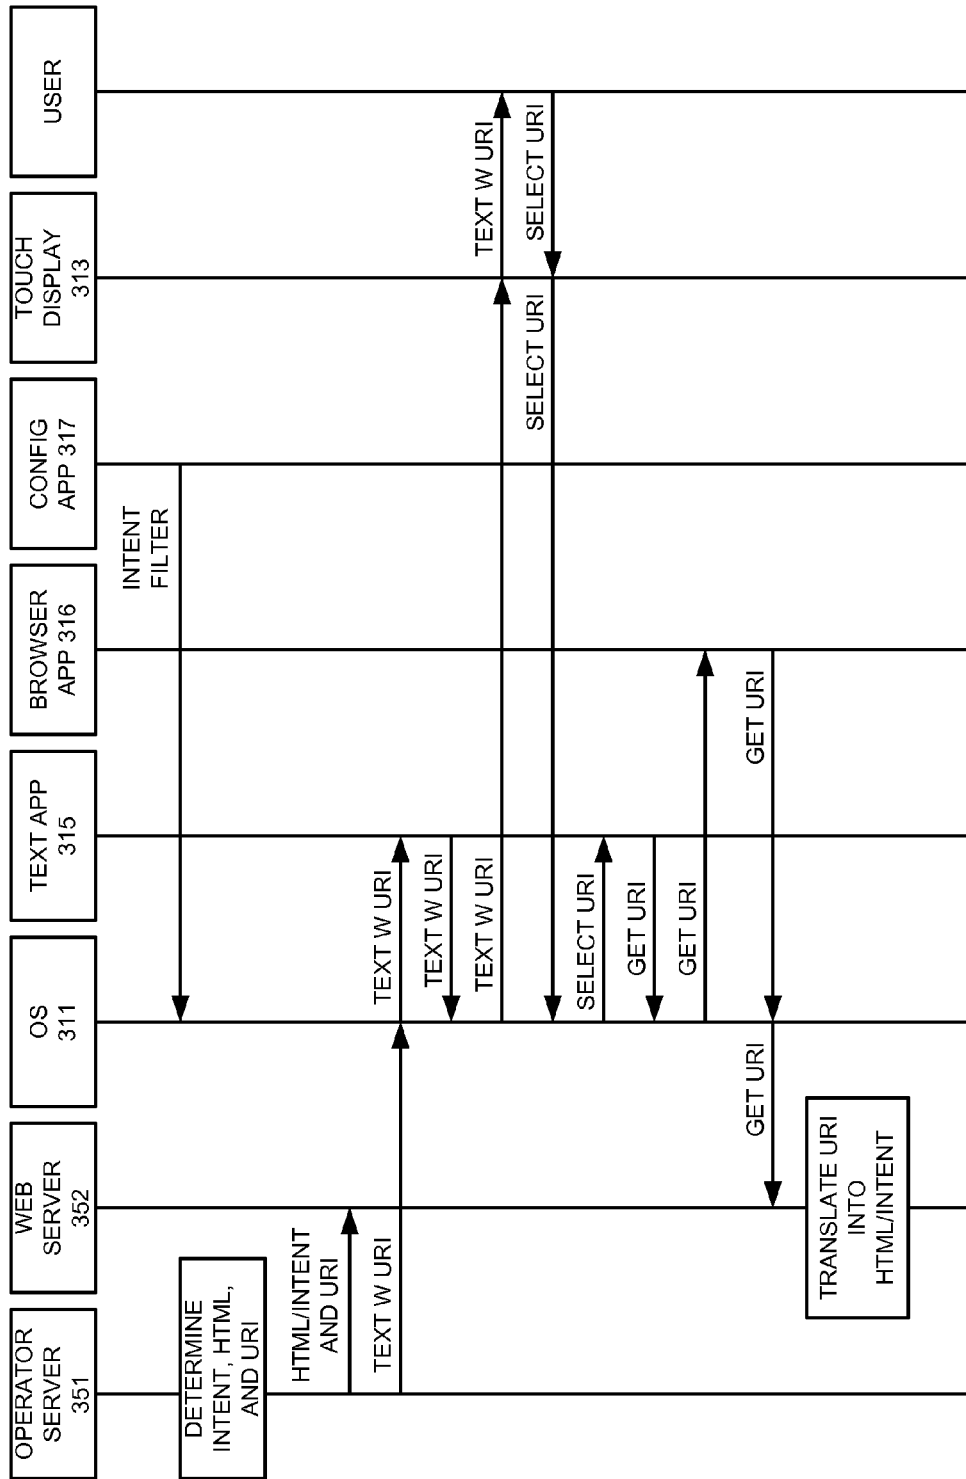 OPERATOR
SERVER
351
WEB
SERVER
352
OS
311
TEXT APP
315
BROWSER
APP 316
CONFIG
APP 317
TOUCH
DISPLAY
313
USER
INTENT
FILTER
DETERMINE
INTENT, HTML,
AND URI
HTML/INTENT
AND URI
TEXT W URI
TEXT W URI
TEXT W URI
TEXT W URI
TEXT W URI
SELECT URI
SELECT URI
SELECT URI
GET URI
GET URI
GET URI
GET URI
TRANSLATE URI
INTO
HTML/INTENT